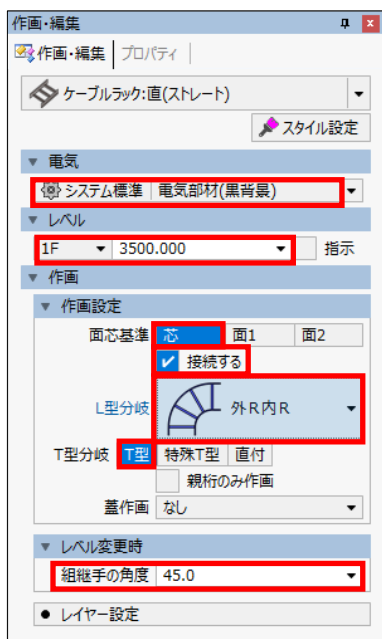 作画・編集
作画・編集 プロパティ
ケーブルラック:直(ストレート)
スタイル設定
電気
システム標準 電気部材(黒背景)
レベル
1F 3500.000 指示
作画
作画設定
面芯基準 芯 面1 面2
接続する
L型分岐 外R内R
T型分岐 T型 特殊T型 直付
親桁のみ作画
蓋作画 なし
レベル変更時
組継手の角度 45.0
レイヤー設定